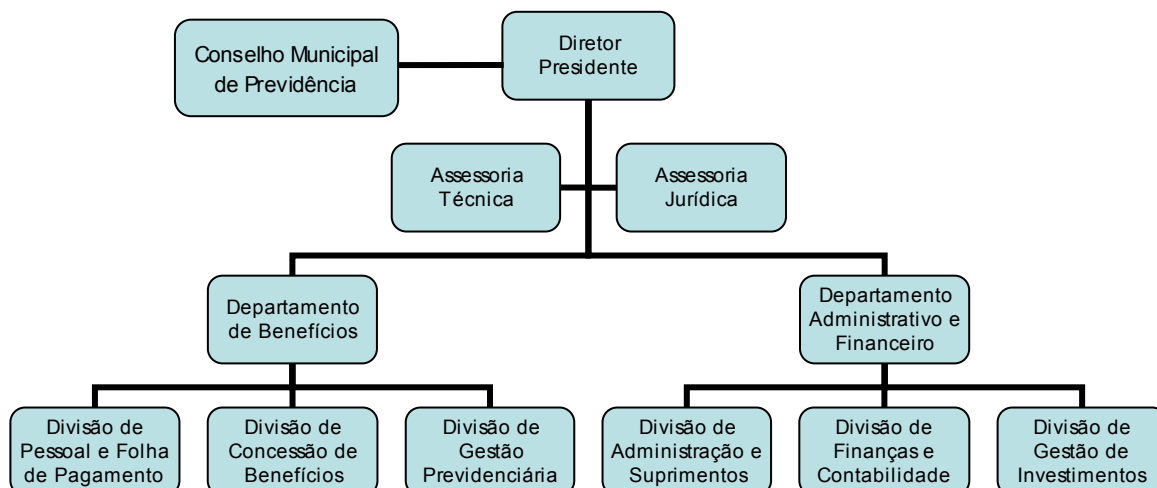 Conselho Municipal
de Previdência
Diretor
Presidente
Assessoria
Técnica
Assessoria
Jurídica
Departamento
de Benefícios
Departamento
Administrativo e
Financeiro
Divisão de
Pessoal e Folha
de Pagamento
Divisão de
Concessão de
Benefícios
Divisão de
Gestão
Previdenciária
Divisão de
Administração e
Suprimentos
Divisão de
Finanças e
Contabilidade
Divisão de
Gestão de
Investimentos